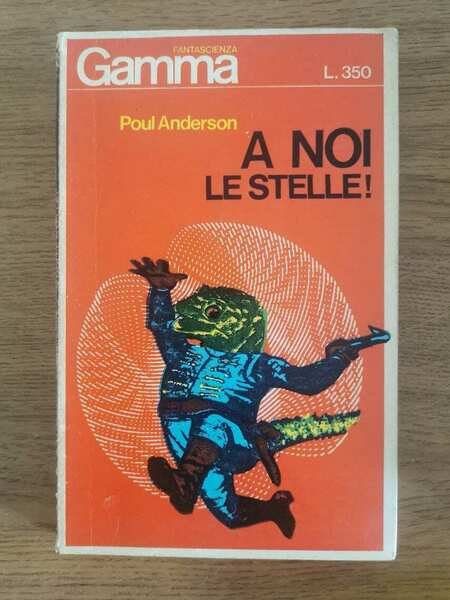 FANTASCIENZA
Gamma
L. 350
Poul Anderson
A NOI
LE STELLE!